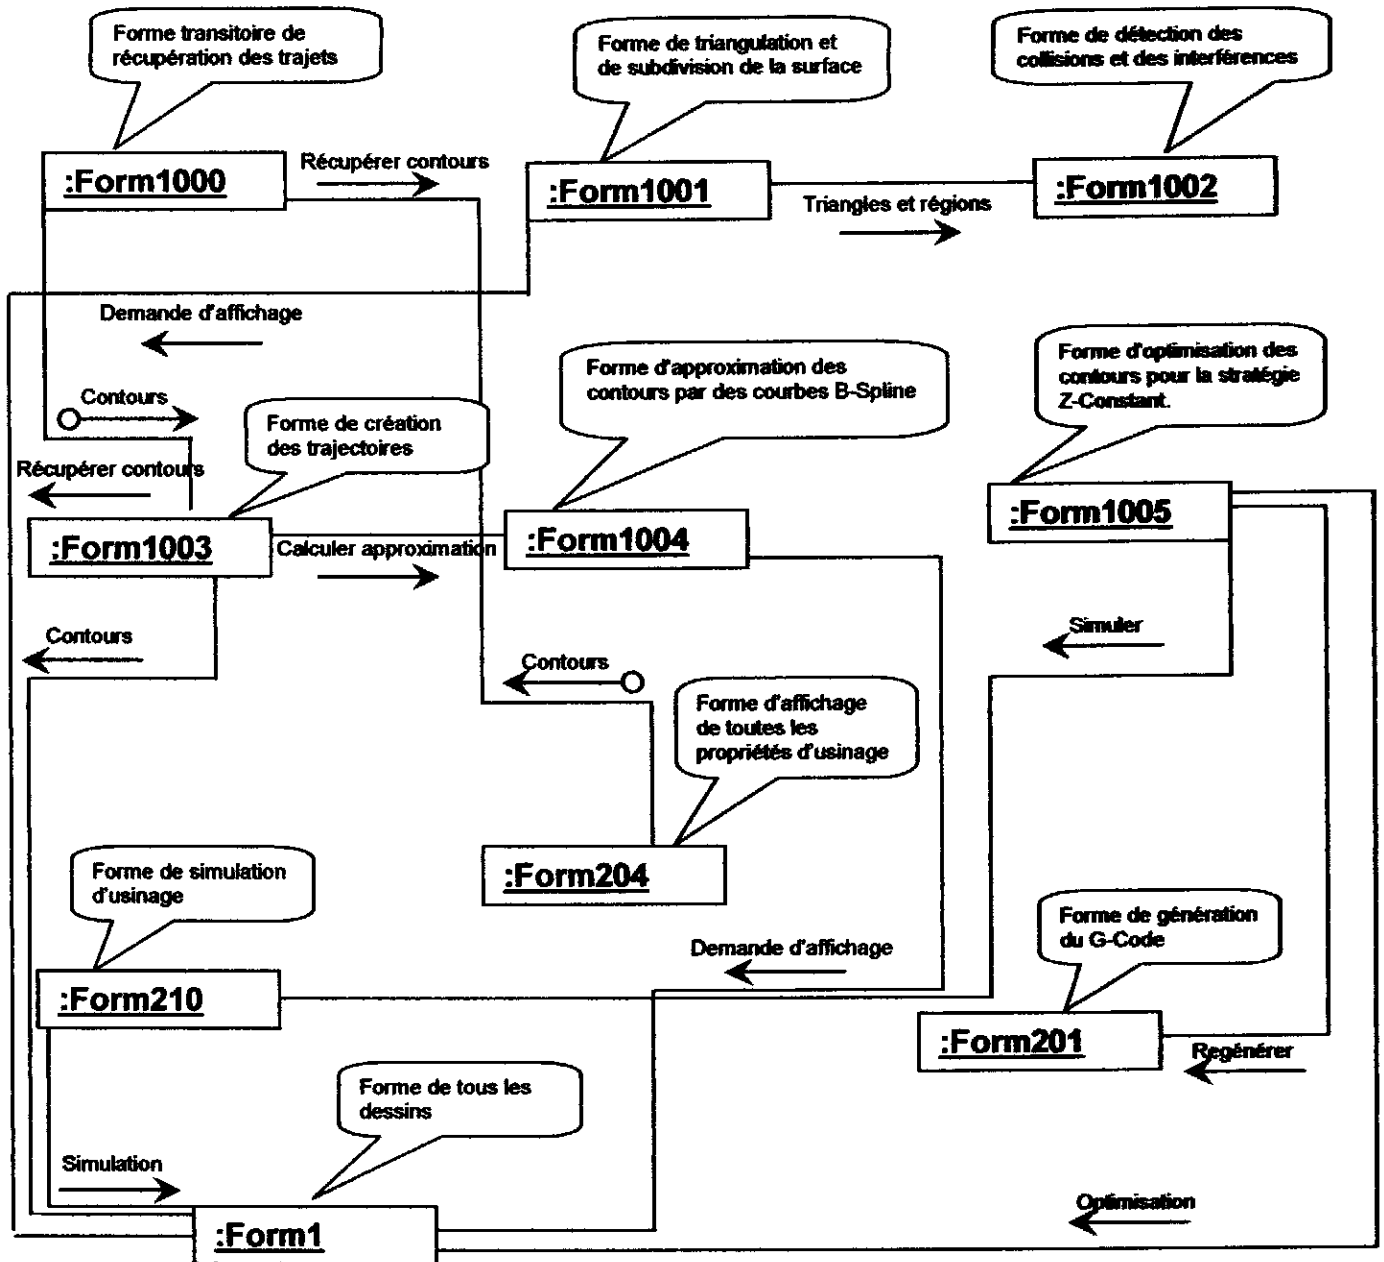 Forme transitoire de
récupération des trajets
Forme de triangulation et
de subdivision de la surface
Forme de détection des
collisions et des interférences
:Form1000
Récupérer contours
:Form1001
Triangles et régions
:Form1002
Demande d'affichage
Contours
Forme de création
des trajectoires
Forme d'approximation des
contours par des courbes B-Spline
Forme d'optimisation des
contours pour la stratégie
Z-Constant.
Récupérer contours
:Form1003
Calculer approximation
:Form1004
:Form1005
Contours
Simuler
Contours
Forme d'affichage
de toutes les
propriétés d'usinage
Forme de simulation
d'usinage
:Form204
Forme de génération
du G-Code
Demande d'affichage
:Form210
:Form201
Regénérer
Forme de tous les
dessins
Simulation
Optimisation
:Form1